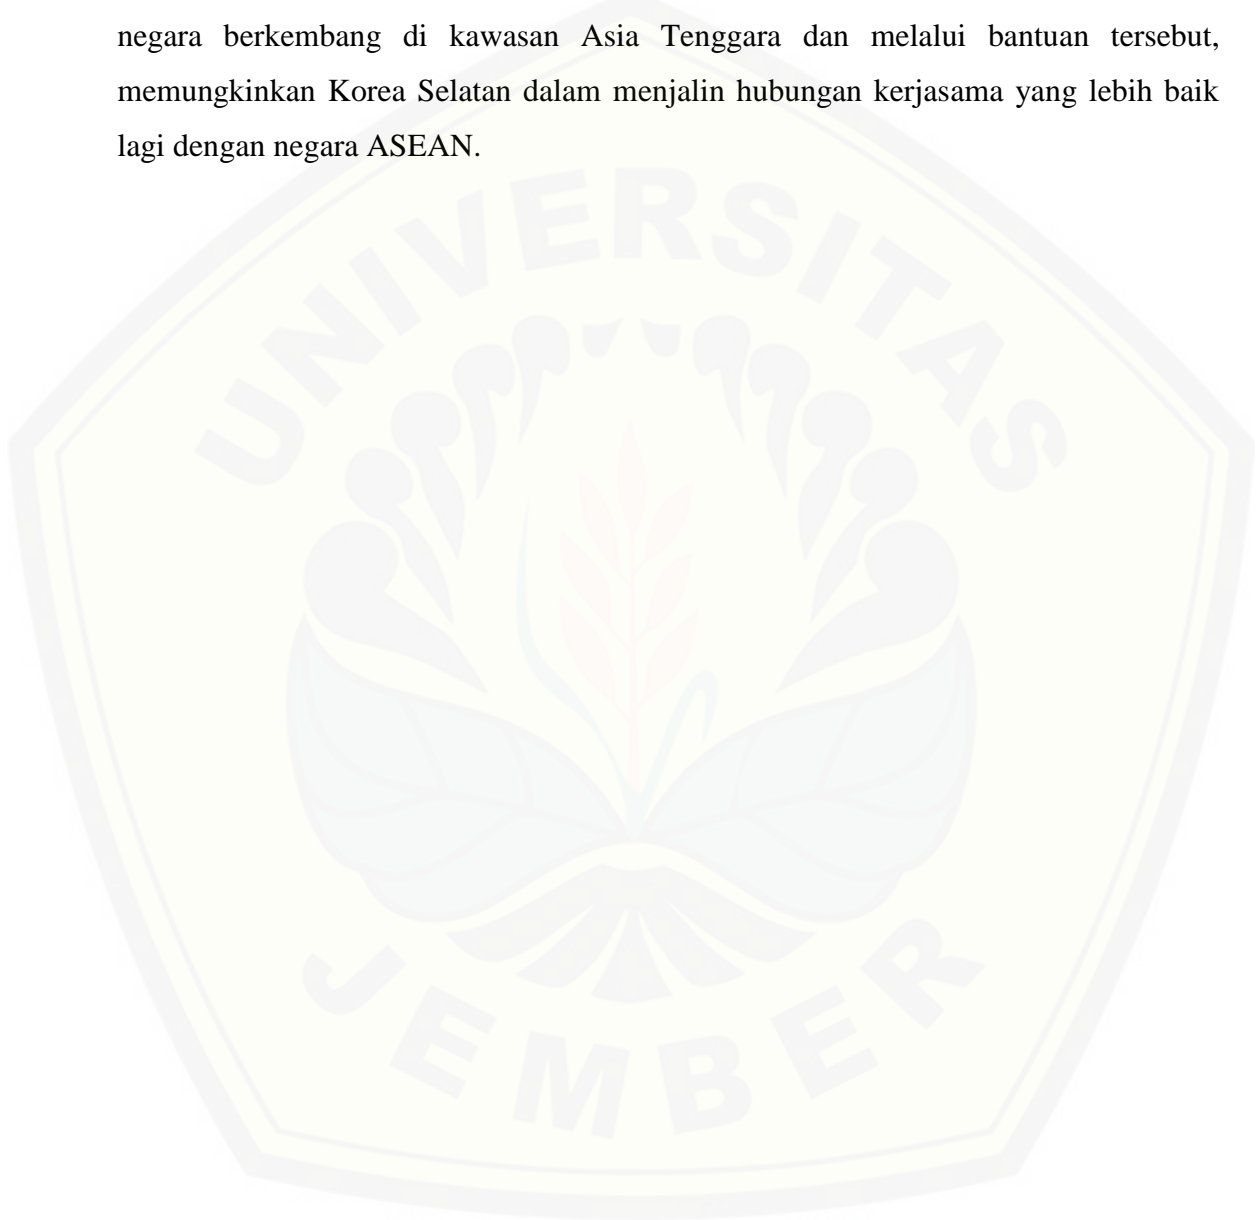 negara berkembang di kawasan Asia Tenggara dan melalui bantuan tersebut,
memungkinkan Korea Selatan dalam menjalin hubungan kerjasama yang lebih baik
lagi dengan negara ASEAN.
UNIVERSITAS
JEMBER